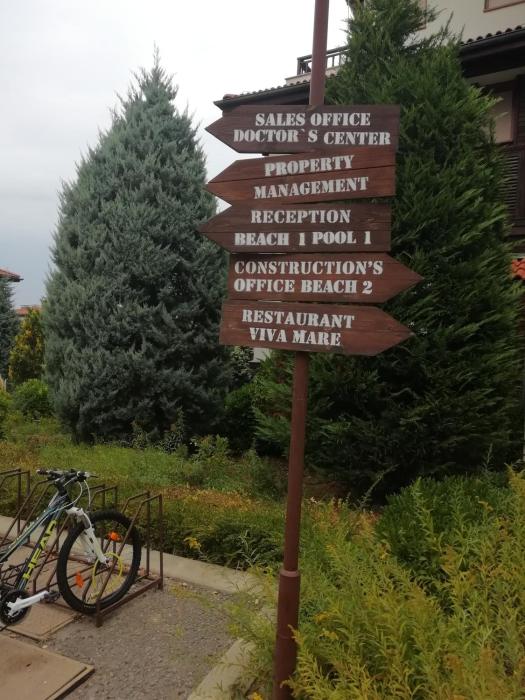 SALES OFFICE
DOCTOR`S CENTER
PROPERTY
MANAGEMENT
RECEPTION
BEACH 1 POOL 1
CONSTRUCTION'S
OFFICE BEACH 2
RESTAURANT
VIVA MARE